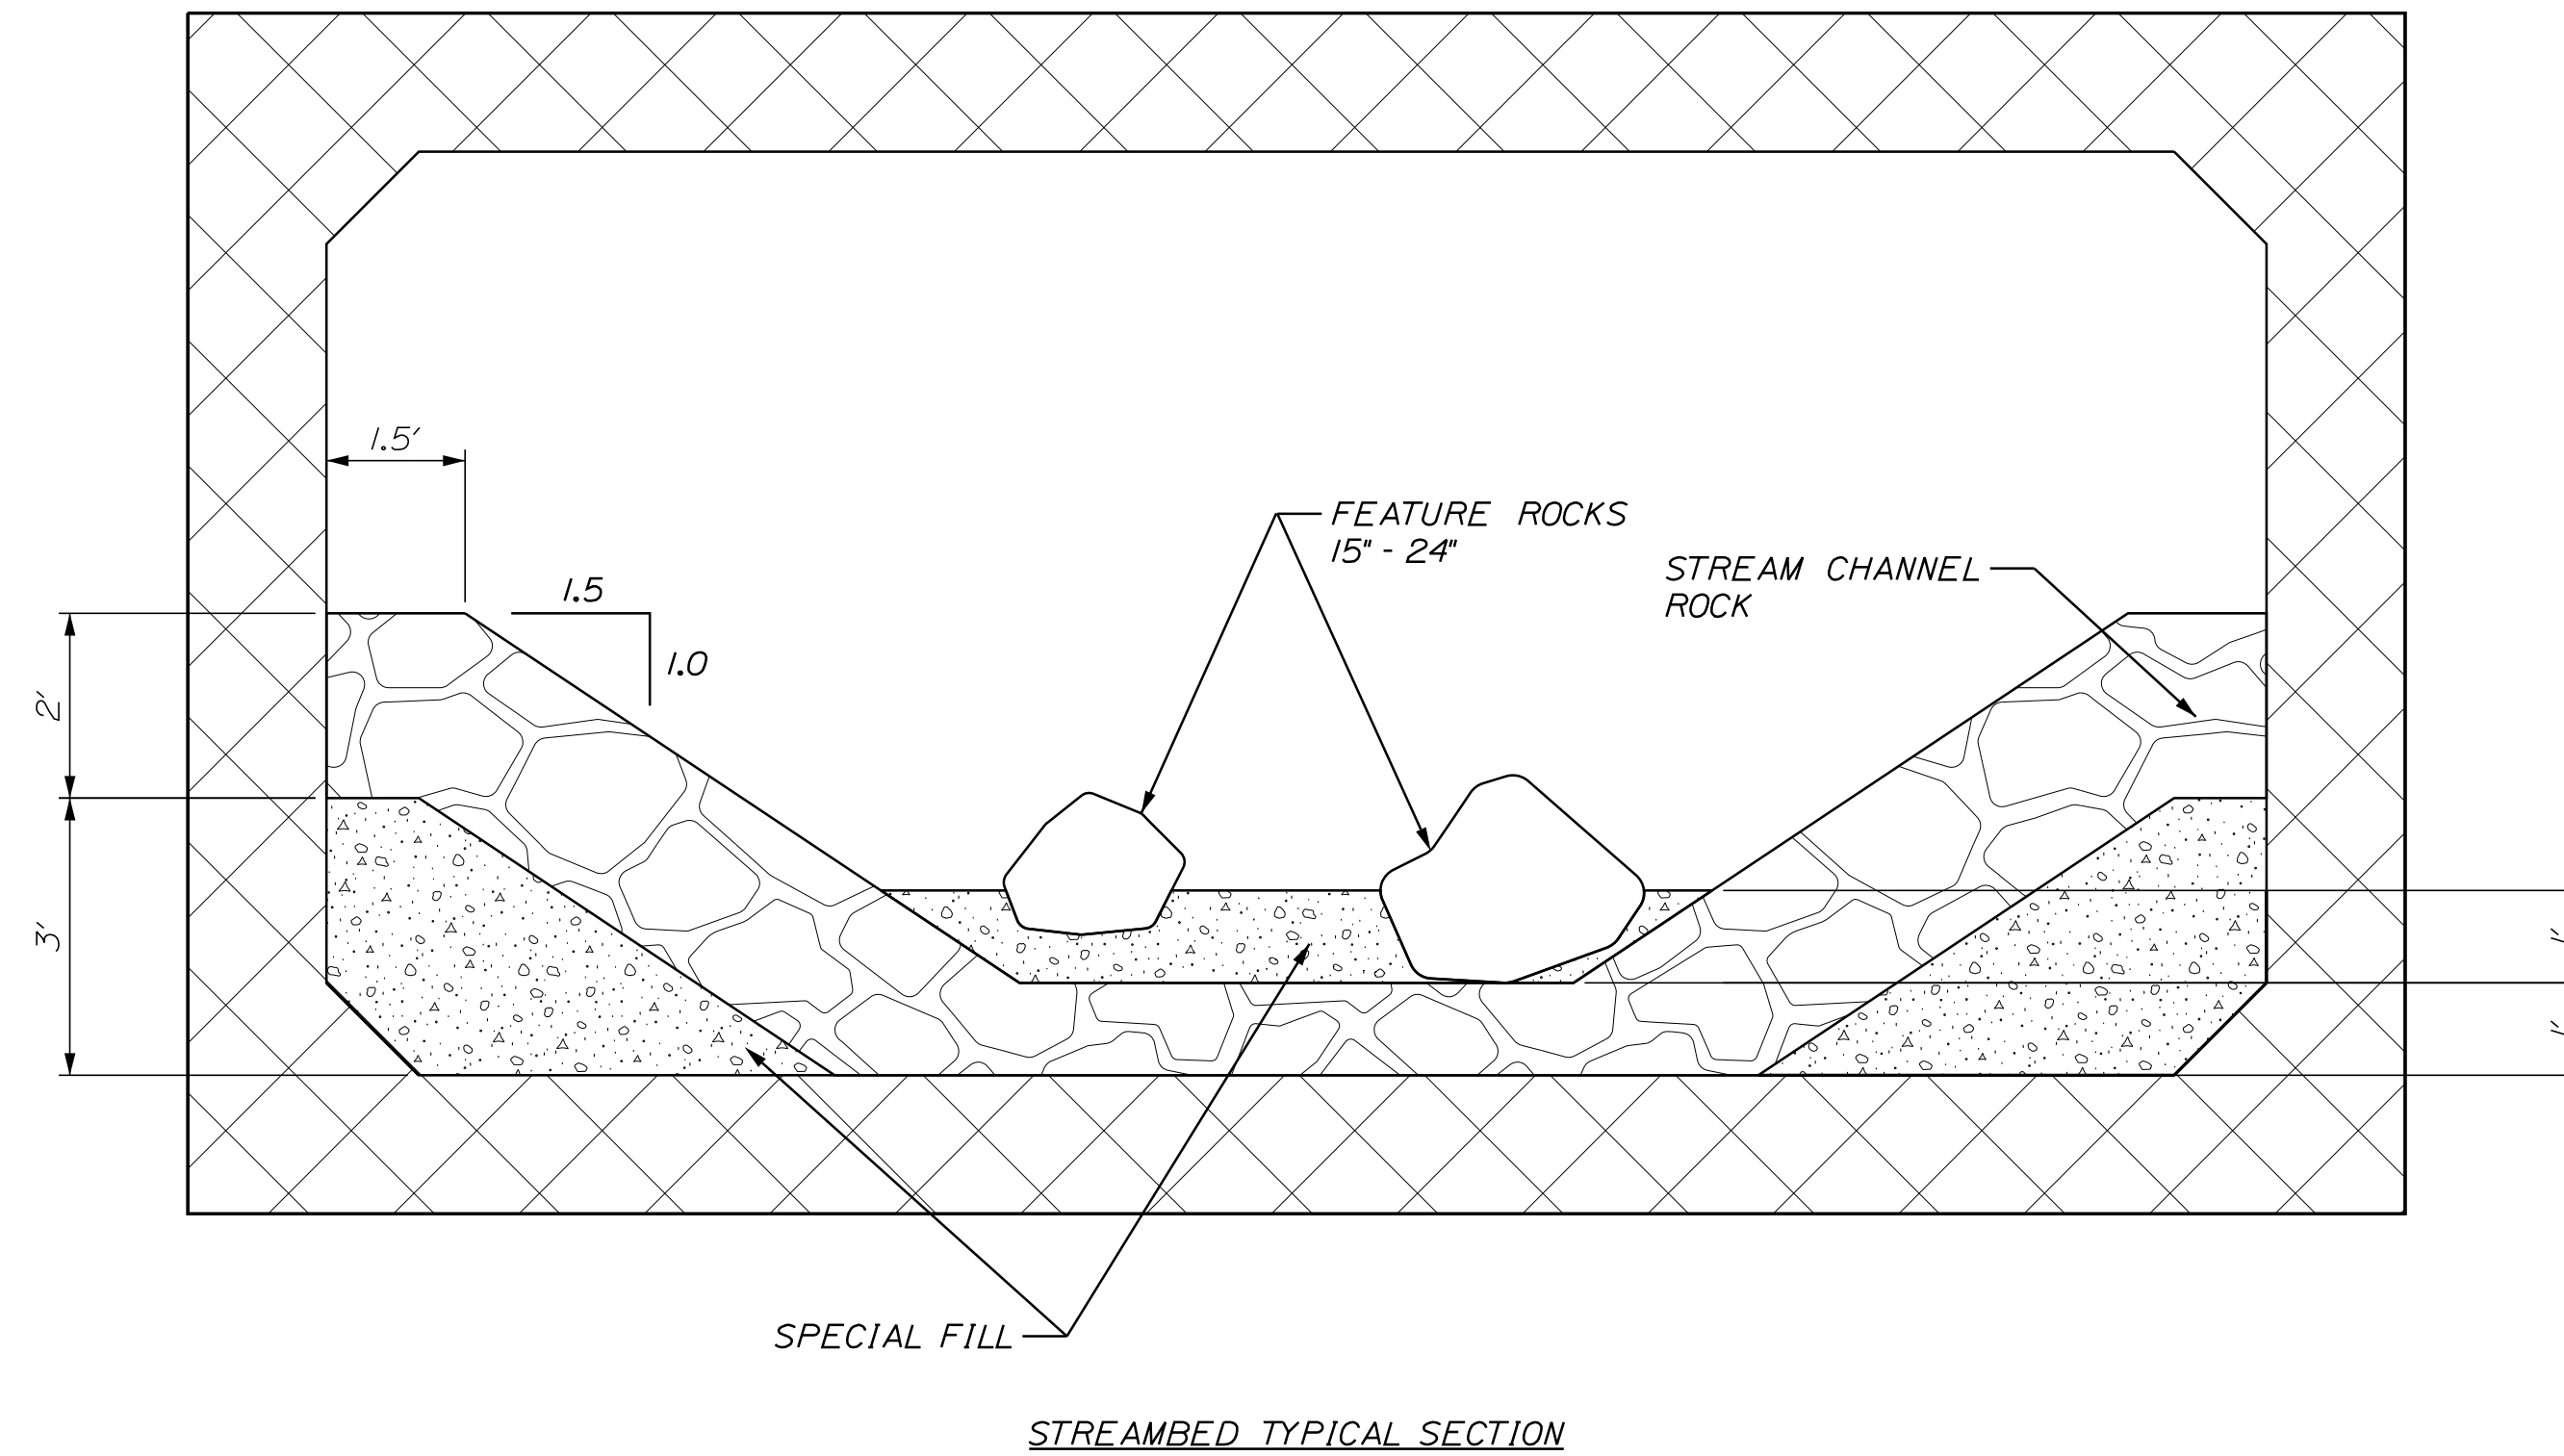 1.5'
FEATURE ROCKS
15" - 24"
STREAM CHANNEL
ROCK
1.5
1.0
2'
3'
1'
1'
SPECIAL FILL
STREAMBED TYPICAL SECTION